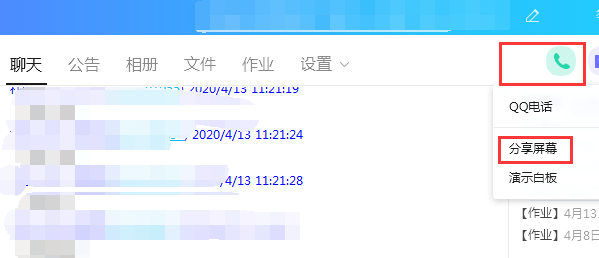 聊天 公告 相册 文件 作业 设置
QQ电话
2020/4/13 11:21:19
2020/4/13 11:21:24
分享屏幕
演示白板
/4/13 11:21:28
【作业】4月13
【作业】4月8日